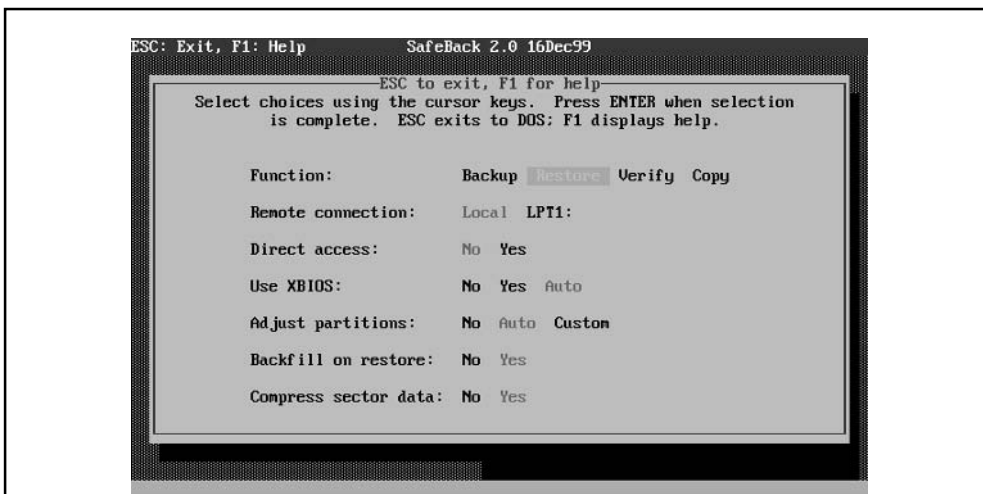 ESC: Exit, F1: Help SafeBack 2.0 16Dec99
ESC to exit, F1 for help
Select choices using the cursor keys. Press ENTER when selection
is complete. ESC exits to DOS; F1 displays help.
Function: Backup Restore Verify Copy
Remote connection: Local LPT1:
Direct access: No Yes
Use XBIOS: No Yes Auto
Adjust partitions: No Auto Custom
Backfill on restore: No Yes
Compress sector data: No Yes